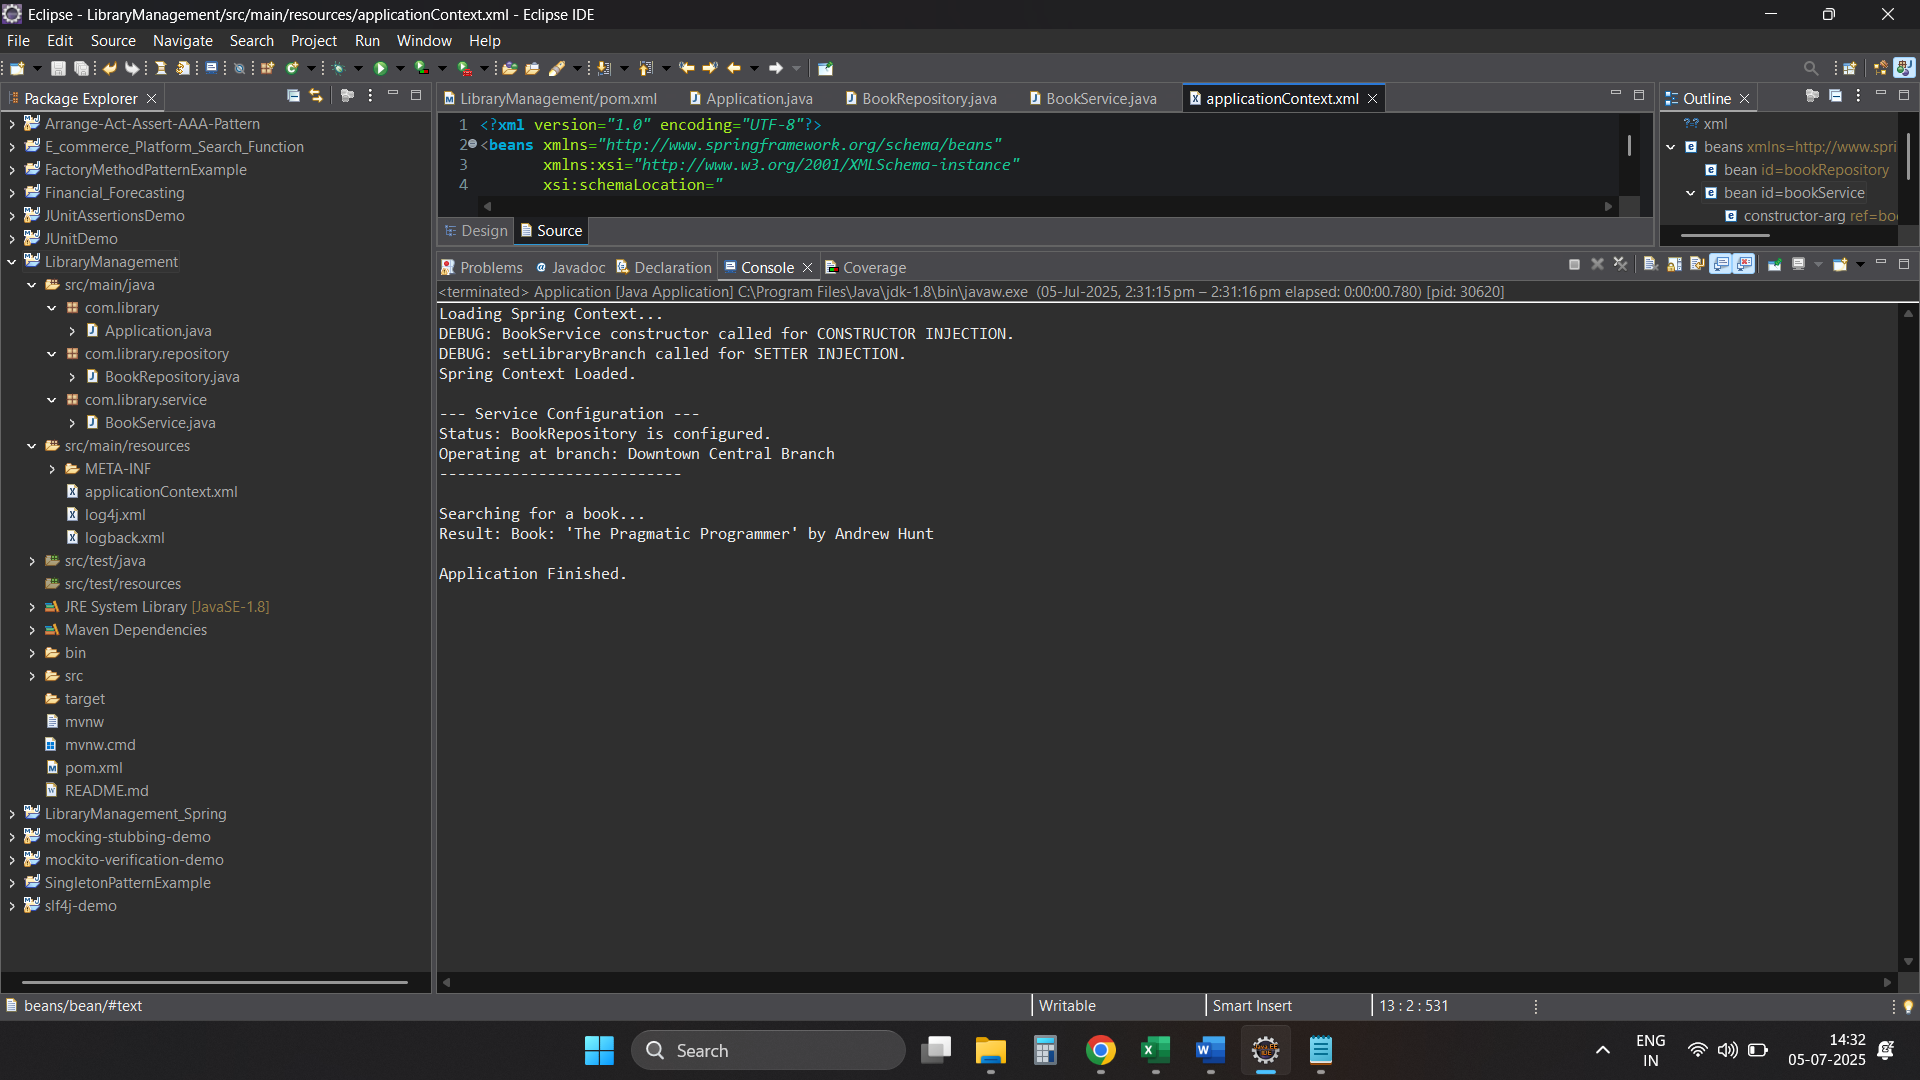 Eclipse - LibraryManagement/src/main/resources/applicationContext.xml - Eclipse IDE
File Edit Source Navigate Search Project Run Window Help
Package Explorer
Arrange-Act-Assert-AAA-Pattern
E_commerce_Platform_Search_Function
FactoryMethodPatternExample
Financial_Forecasting
JUnitAssertionsDemo
JUnitDemo
LibraryManagement
src/main/java
com.library
Application.java
com.library.repository
BookRepository.java
com.library.service
BookService.java
src/main/resources
META-INF
applicationContext.xml
log4j.xml
logback.xml
src/test/java
src/test/resources
JRE System Library [JavaSE-1.8]
Maven Dependencies
bin
src
target
mvnw
mvnw.cmd
pom.xml
README.md
LibraryManagement_Spring
mocking-stubbing-demo
mockito-verification-demo
SingletonPatternExample
slf4j-demo
LibraryManagement/pom.xml Application.java BookRepository.java BookService.java applicationContext.xml
1 <?xml version="1.0" encoding="UTF-8"?>
2 <beans xmlns="http://www.springframework.org/schema/beans"
3 xmlns:xsi="http://www.w3.org/2001/XMLSchema-instance"
4 xsi:schemaLocation="
Design Source
Outline
?? xml
beans xmlns=http://www.spri
bean id=bookRepository
bean id=bookService
constructor-arg ref=boo
Problems Javadoc Declaration Console Coverage
<terminated> Application [Java Application] C:\Program Files\Java\jdk-1.8\bin\javaw.exe (05-Jul-2025, 2:31:15 pm – 2:31:16 pm elapsed: 0:00:00.780) [pid: 30620]
Loading Spring Context...
DEBUG: BookService constructor called for CONSTRUCTOR INJECTION.
DEBUG: setLibraryBranch called for SETTER INJECTION.
Spring Context Loaded.
--- Service Configuration ---
Status: BookRepository is configured.
Operating at branch: Downtown Central Branch
---------------------------
Searching for a book...
Result: Book: 'The Pragmatic Programmer' by Andrew Hunt
Application Finished.
beans/bean/#text
Writable
Smart Insert
13 : 2 : 531
Search
ENG
IN
14:32
05-07-2025